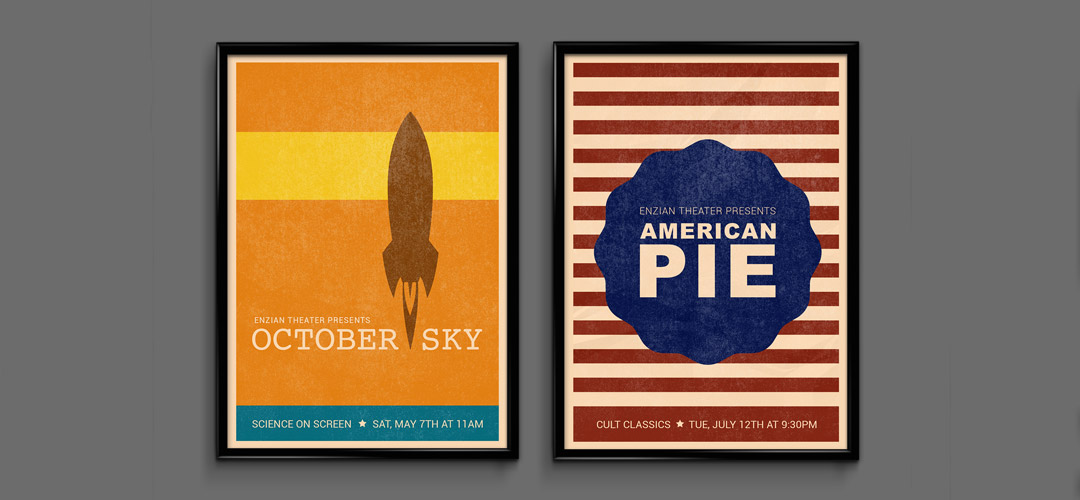 ENZIAN THEATER PRESENTS
OCTOBER SKY
SCIENCE ON SCREEN ★ SAT, MAY 7TH AT 11AM
ENZIAN THEATER PRESENTS
AMERICAN
PIE
CULT CLASSICS ★ TUE, JULY 12TH AT 9:30PM